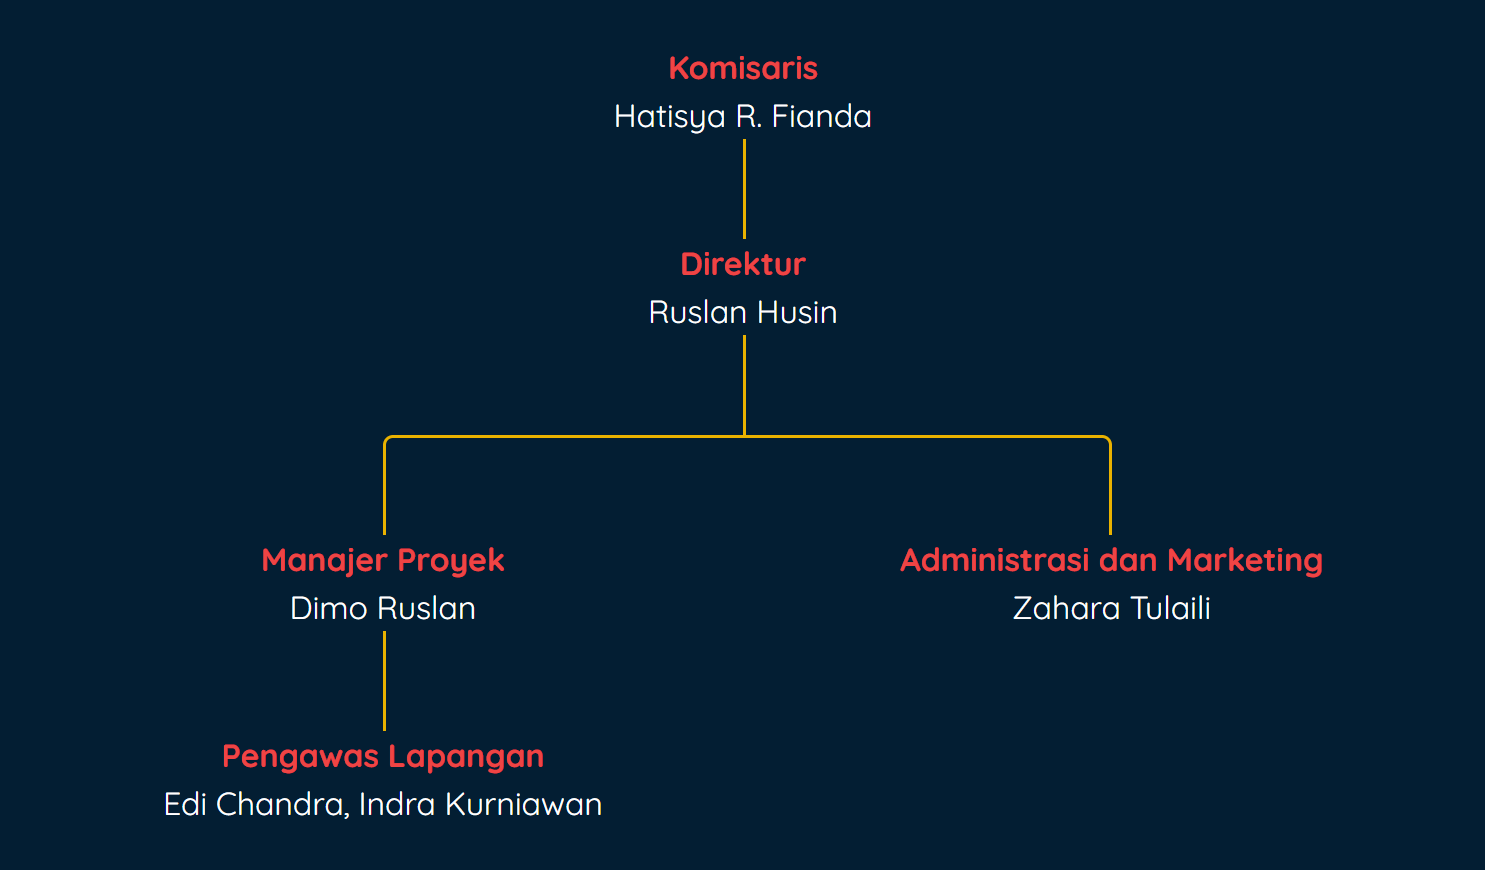 Komisaris
Hatisya R. Fianda
Direktur
Ruslan Husin
Manajer Proyek
Dimo Ruslan
Administrasi dan Marketing
Zahara Tulaili
Pengawas Lapangan
Edi Chandra, Indra Kurniawan